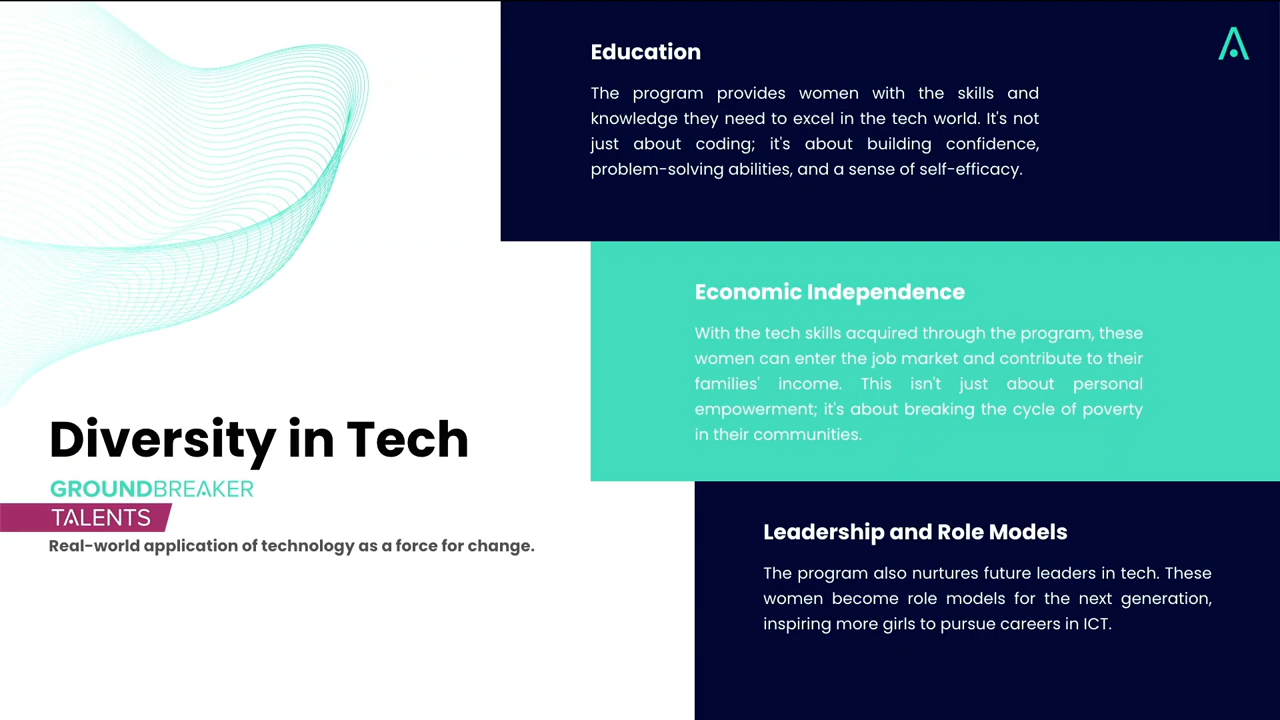 Diversity in Tech
GROUNDBREAKER
TALENTS
Real-world application of technology as a force for change.
Education
The program provides women with the skills and
knowledge they need to excel in the tech world. It's not
just about coding; it's about building confidence,
problem-solving abilities, and a sense of self-efficacy.
Economic Independence
With the tech skills acquired through the program, these
women can enter the job market and contribute to their
families' income. This isn't just about personal
empowerment; it's about breaking the cycle of poverty
in their communities.
Leadership and Role Models
The program also nurtures future leaders in tech. These
women become role models for the next generation,
inspiring more girls to pursue careers in ICT.